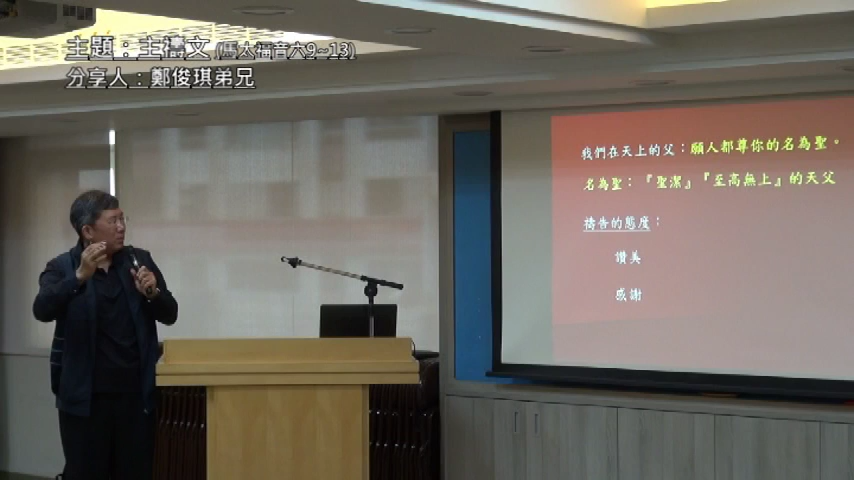 主題：主禱文 (馬太福音六9~13)
分享人：鄭俊琪弟兄
我們在天上的父：願人都尊你的名為聖。
名為聖：『聖潔』『至高無上』的天父
禱告的態度：
讚美
感謝